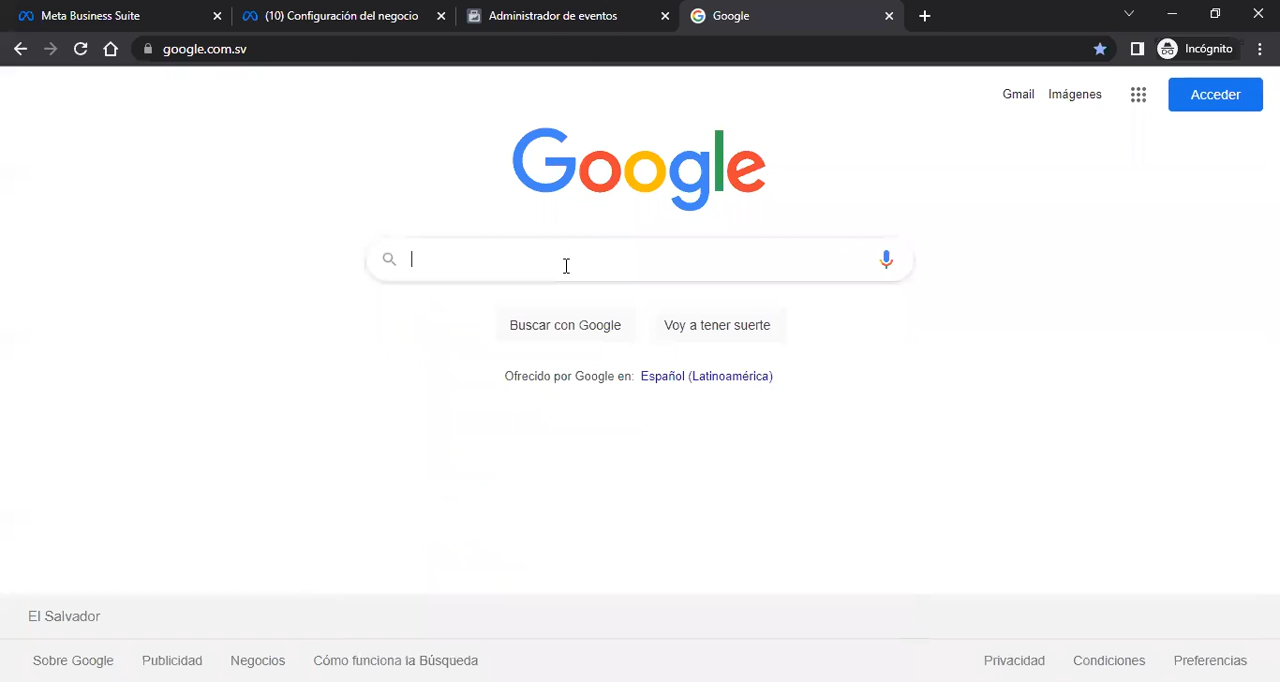 Meta Business Suite
(10) Configuración del negocio
Administrador de eventos
Google
google.com.sv
Incógnito
Gmail
Imágenes
Acceder
Google
Buscar con Google
Voy a tener suerte
Ofrecido por Google en: Español (Latinoamérica)
El Salvador
Sobre Google
Publicidad
Negocios
Cómo funciona la Búsqueda
Privacidad
Condiciones
Preferencias